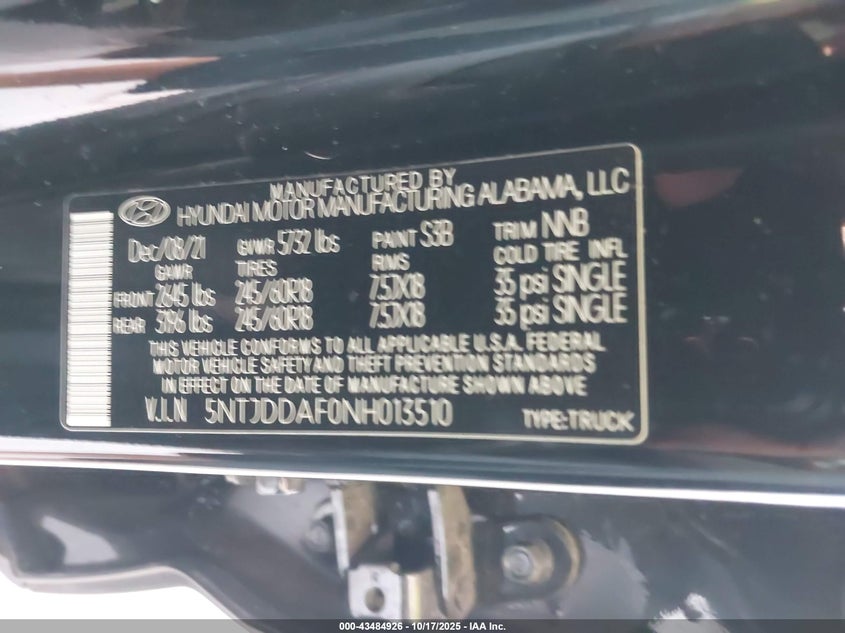 MANUFACTURED BY
HYUNDAI MOTOR MANUFACTURING ALABAMA, LLC
Dec/08/21 GVWR 5732 lbs PAINT S3B TRIM NNB
GAWR TIRES RIMS COLD TIRE INFL
FRONT 2645 lbs 245/60R18 7.5JX18 35 psi SINGLE
REAR 3196 lbs 245/60R18 7.5JX18 35 psi SINGLE
THIS VEHICLE CONFORMS TO ALL APPLICABLE U.S.A. FEDERAL
MOTOR VEHICLE SAFETY AND THEFT PREVENTION STANDARDS
IN EFFECT ON THE DATE OF MANUFACTURE SHOWN ABOVE.
V.I.N 5NTJDDAF0NH013510 TYPE:TRUCK
000-43484926 - 10/17/2025 - IAA Inc.